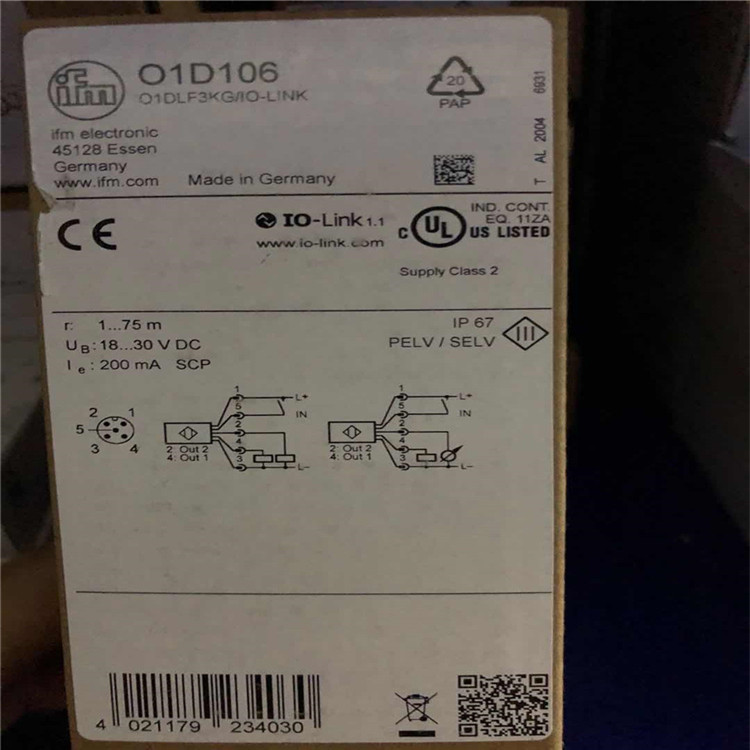 ifm
O1D106
O1DLF3KG/IO-LINK
20
PAP
ifm electronic
45128 Essen
Germany
www.ifm.com
Made in Germany
T AL 2004 6931
CE
IO-Link 1.1
www.io-link.com
C UL US LISTED
IND. CONT.
EQ. 11ZA
Supply Class 2
r: 1...75 m
UB: 18...30 V DC
Ie: 200 mA SCP
IP 67
PELV / SELV
III
2 1
5
3 4
1 L+
5 IN
2
4
3 L-
2: Out 2
4: Out 1
1 L+
5 IN
2
4
3 L-
2: Out 2
4: Out 1
4 021179 234030